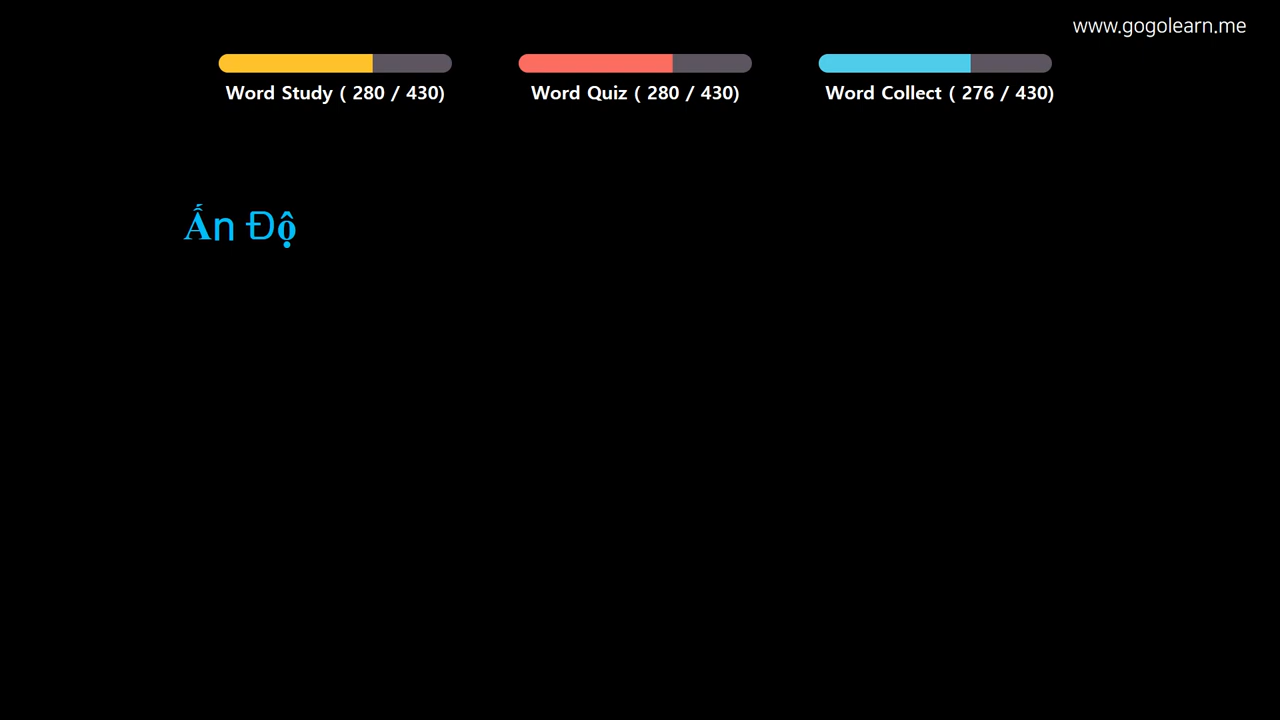 www.gogolearn.me
Word Study ( 280 / 430)
Word Quiz ( 280 / 430)
Word Collect ( 276 / 430)
Ấn Độ